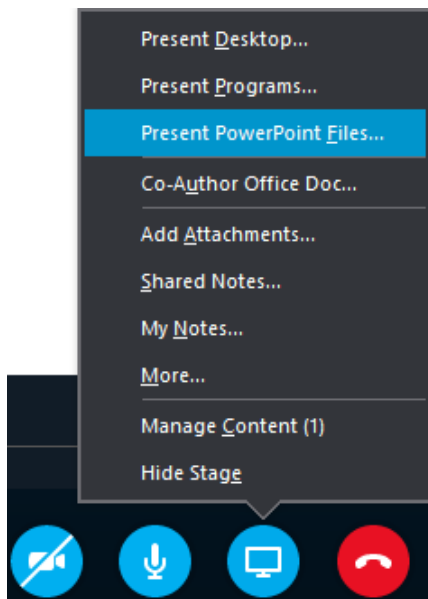 Present Desktop...
Present Programs...
Present PowerPoint Files...
Co-Author Office Doc...
Add Attachments...
Shared Notes...
My Notes...
More...
Manage Content (1)
Hide Stage